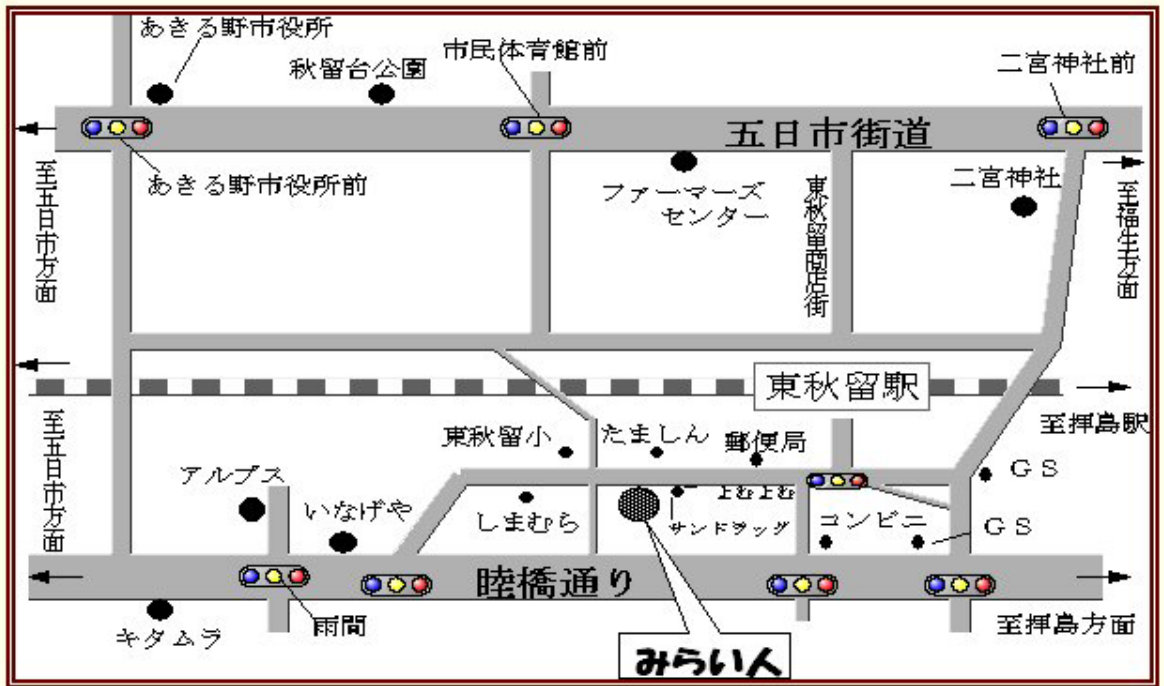 あきる野市役所
市民体育館前
二宮神社前
秋留台公園
五日市街道
あきる野市役所前
ファーマーズ
センター
二宮神社
至五日市方面
東秋留商店街
至福生方面
東秋留駅
至拝島駅
至五日市方面
東秋留小
たましん
郵便局
GS
アルプス
いなげや
しまむら
よむよむ
サンドラッグ
コンビニ
GS
睦橋通り
キダムラ
雨間
至拝島方面
みらい人